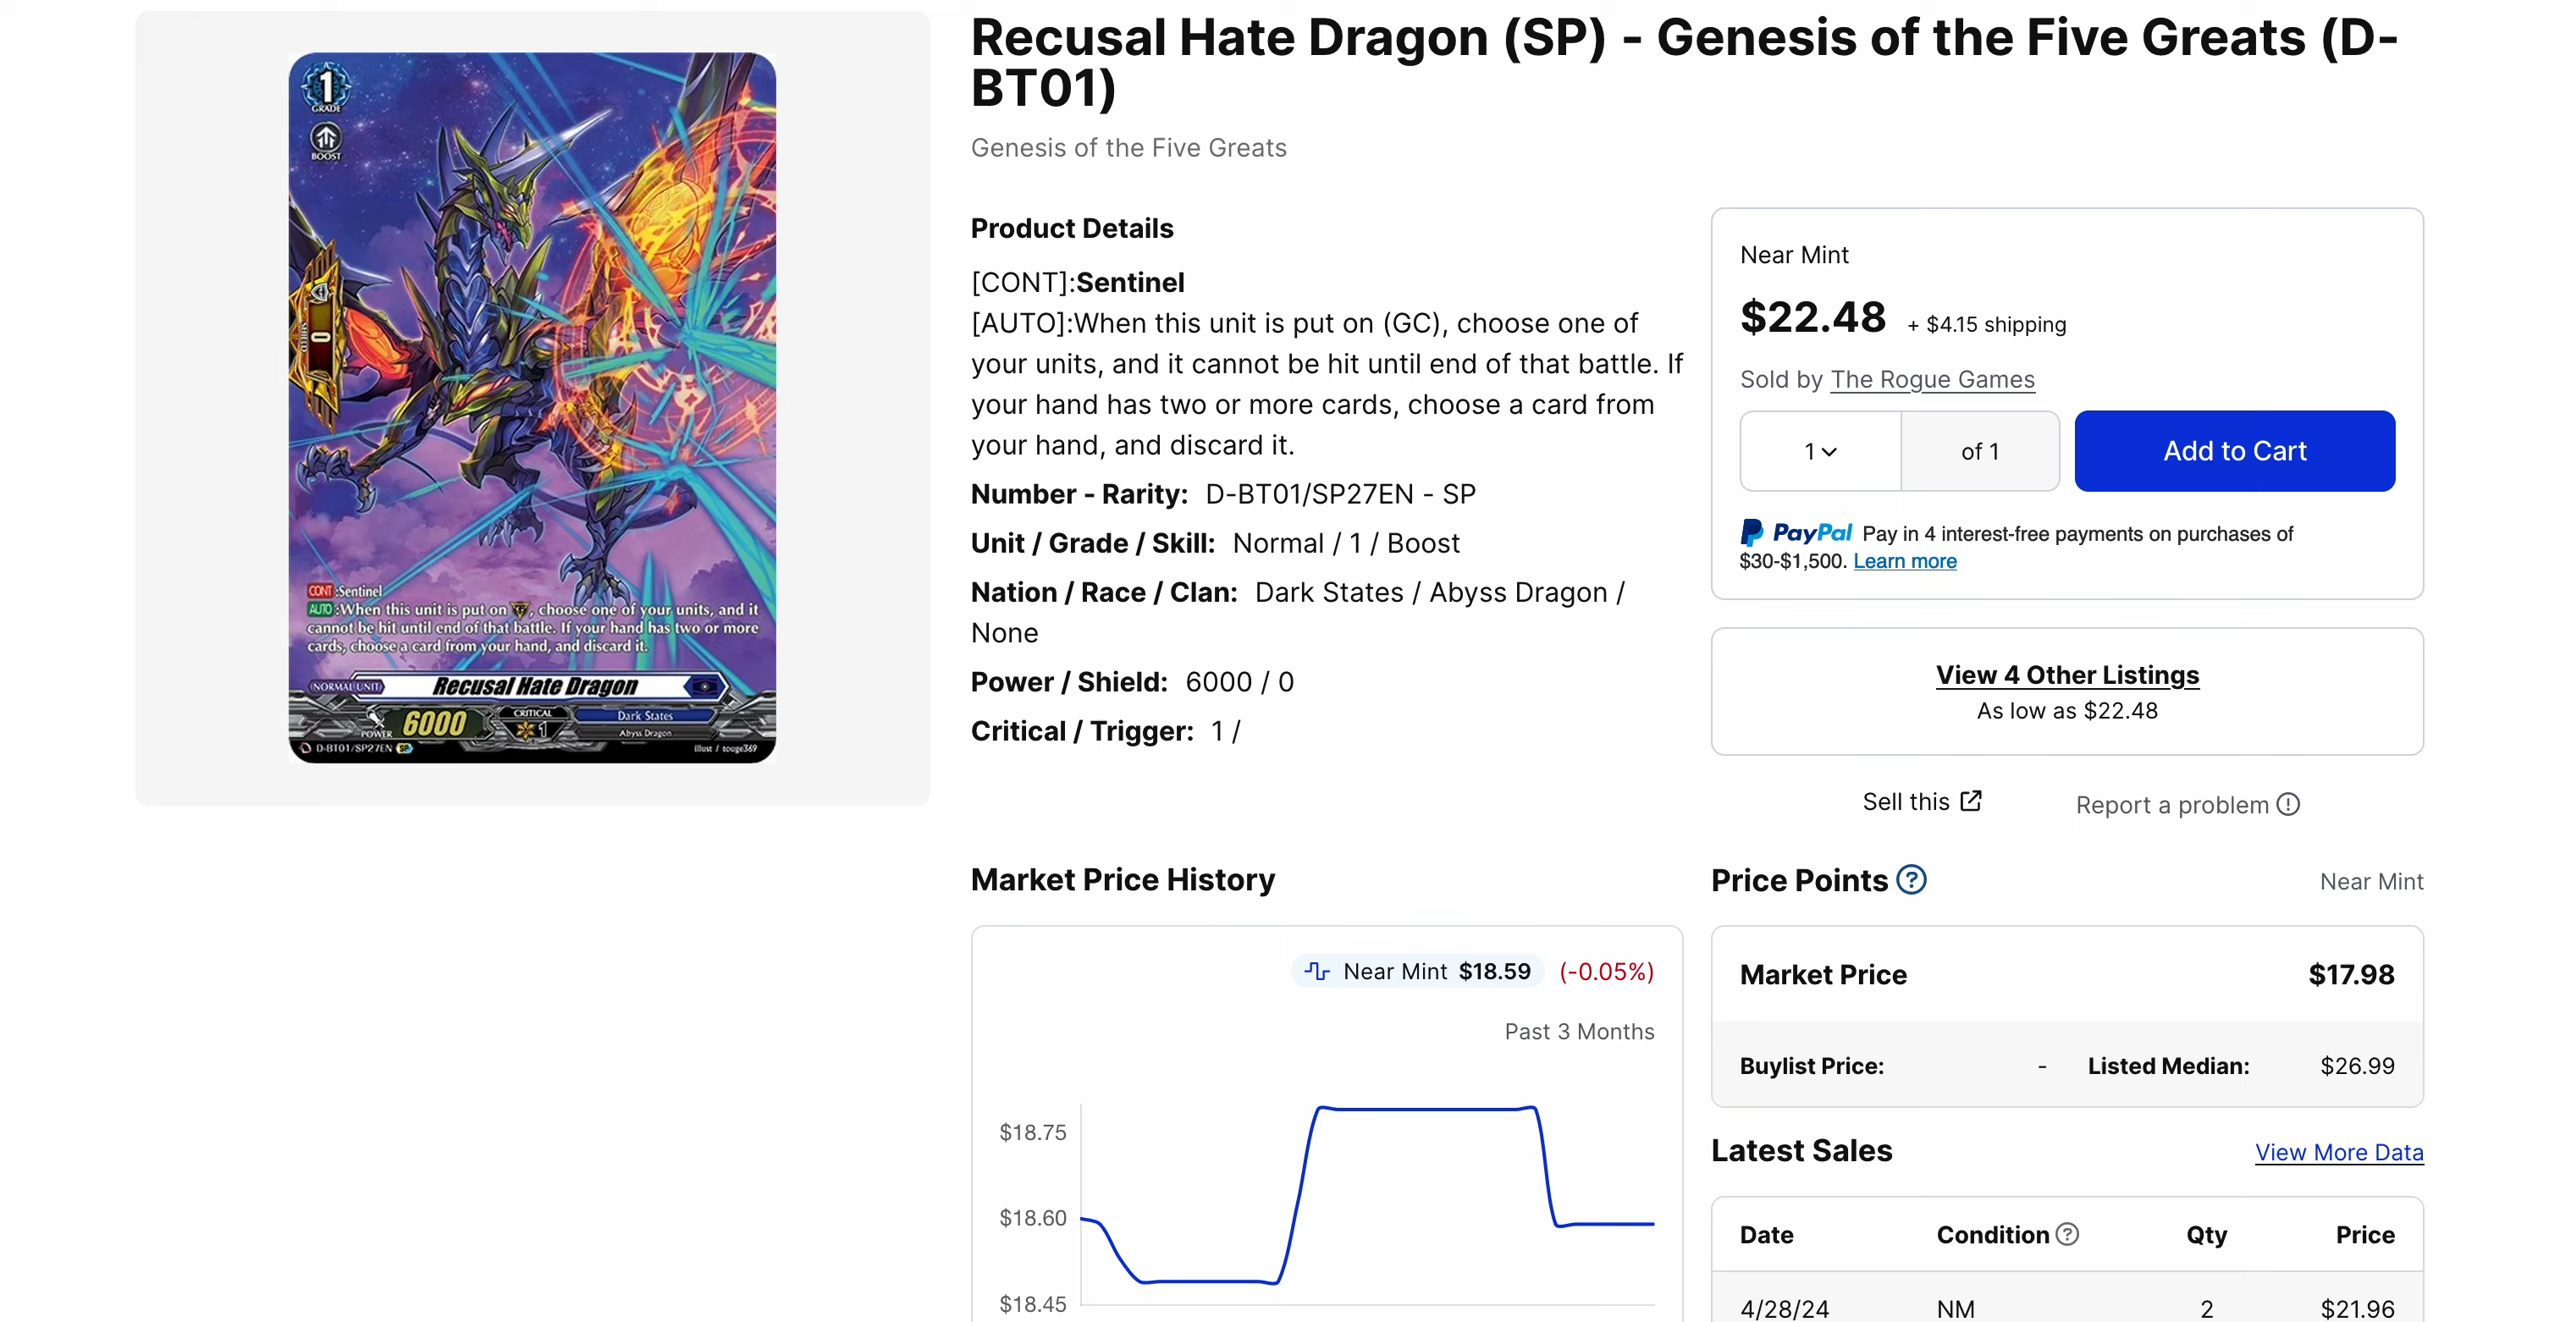 Recusal Hate Dragon (SP) - Genesis of the Five Greats (D-
BT01)
Genesis of the Five Greats
1
GRADE
BOOST
SHIELD
0
CONT:Sentinel
AUTO:When this unit is put on , choose one of your units, and it
cannot be hit until end of that battle. If your hand has two or more
cards, choose a card from your hand, and discard it.
NORMAL UNIT
Recusal Hate Dragon
POWER 6000
CRITICAL
1
Dark States
Abyss Dragon
D-BT01/SP27EN SP
illust / touge369
Product Details
[CONT]:Sentinel
[AUTO]:When this unit is put on (GC), choose one of
your units, and it cannot be hit until end of that battle. If
your hand has two or more cards, choose a card from
your hand, and discard it.
Number - Rarity: D-BT01/SP27EN - SP
Unit / Grade / Skill: Normal / 1 / Boost
Nation / Race / Clan: Dark States / Abyss Dragon /
None
Power / Shield: 6000 / 0
Critical / Trigger: 1 /
Near Mint
$22.48 + $4.15 shipping
Sold by The Rogue Games
1 of 1
Add to Cart
PayPal Pay in 4 interest-free payments on purchases of
$30-$1,500. Learn more
View 4 Other Listings
As low as $22.48
Sell this
Report a problem
Market Price History
Near Mint $18.59 (-0.05%)
Past 3 Months
$18.75
$18.60
$18.45
Price Points
Near Mint
Market Price $17.98
Buylist Price: - Listed Median: $26.99
Latest Sales
View More Data
Date Condition Qty Price
4/28/24 NM 2 $21.96